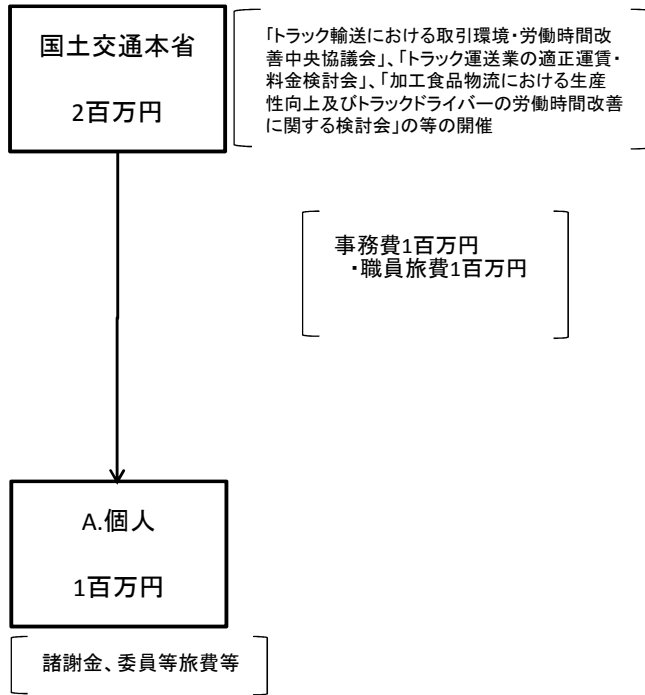 国土交通本省
2百万円
「トラック輸送における取引環境・労働時間改
善中央協議会」、「トラック運送業の適正運賃・
料金検討会」、「加工食品物流における生産
性向上及びトラックドライバーの労働時間改善
に関する検討会」の等の開催
事務費1百万円
・職員旅費1百万円
A.個人
1百万円
諸謝金、委員等旅費等